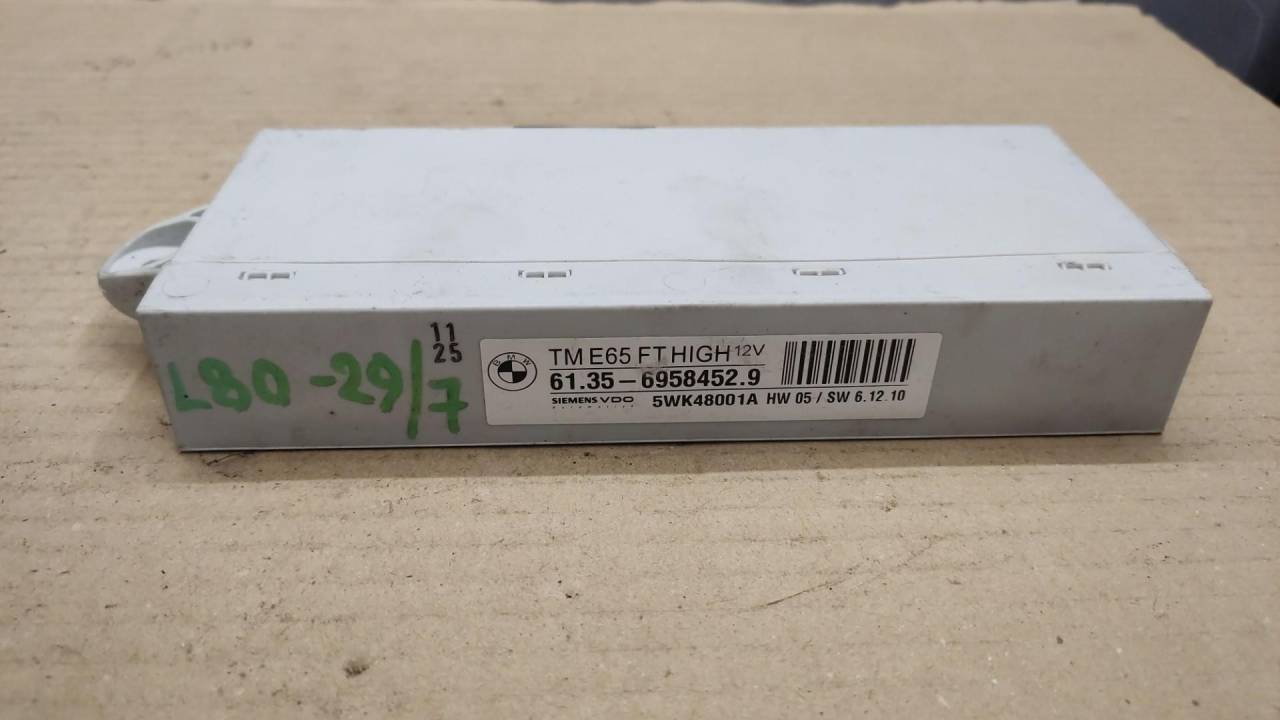 L80-29/7
11
25
BMW
TM E65 FT HIGH 12V
61.35-6958452.9
SIEMENS VDO
Automotive
5WK48001A HW 05 / SW 6.12.10